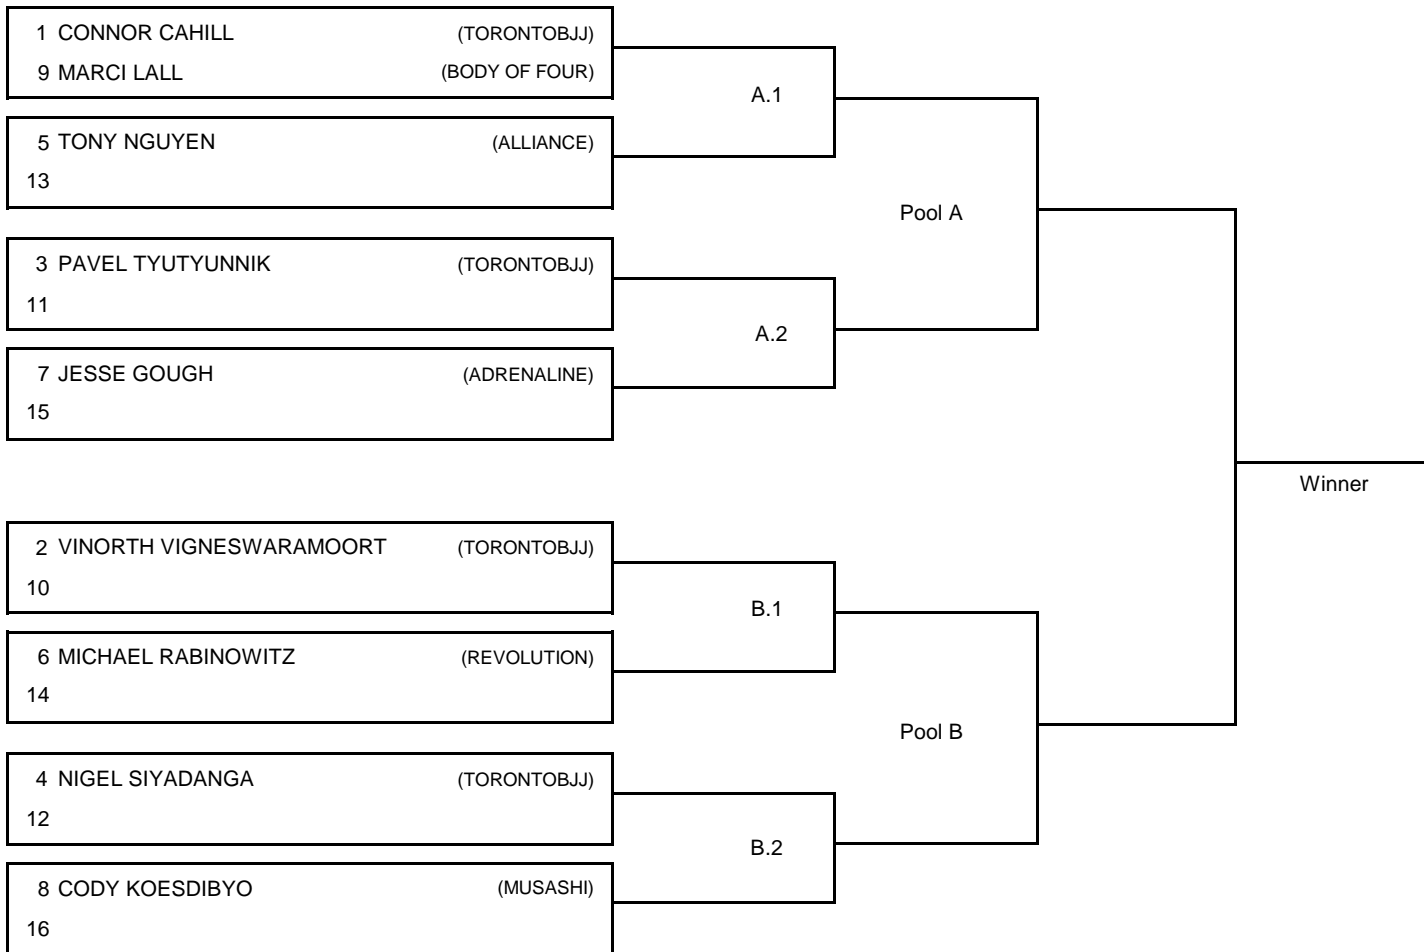 1 CONNOR CAHILL (TORONTOBJJ)
9 MARCI LALL (BODY OF FOUR)
A.1
5 TONY NGUYEN (ALLIANCE)
13
Pool A
3 PAVEL TYUTYUNNIK (TORONTOBJJ)
11
A.2
7 JESSE GOUGH (ADRENALINE)
15
Winner
2 VINORTH VIGNESWARAMOORT (TORONTOBJJ)
10
B.1
6 MICHAEL RABINOWITZ (REVOLUTION)
14
Pool B
4 NIGEL SIYADANGA (TORONTOBJJ)
12
B.2
8 CODY KOESDIBYO (MUSASHI)
16